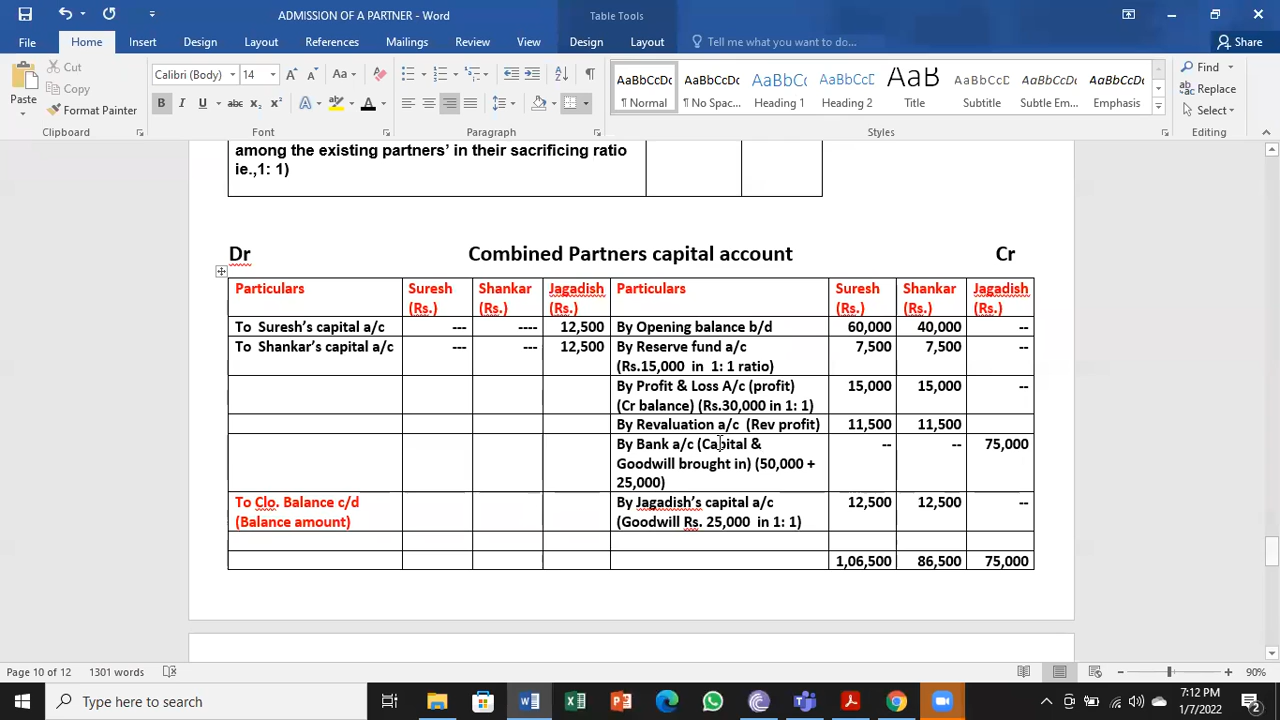 ADMISSION OF A PARTNER - Word
Table Tools
File Home Insert Design Layout References Mailings Review View Design Layout Tell me what you want to do... Share
Paste
Cut
Copy
Format Painter
Clipboard
Calibri (Body) 14
Font
Paragraph
AaBbCcDc AaBbCcDc AaBbCc AaBbCcD AaB AaBbCcD AaBbCcDc AaBbCcDc
¶ Normal ¶ No Spac... Heading Heading 2 Title Subtitle Subtle Em... Emphasis
Styles
Find
Replace
Select
Editing
among the existing partners' in their sacrificing ratio
ie.,1: 1)
Dr Combined Partners capital account Cr
Particulars Suresh (Rs.) Shankar (Rs.) Jagadish (Rs.) Particulars Suresh (Rs.) Shankar (Rs.) Jagadish (Rs.)
To Suresh's capital a/c --- ---- 12,500 By Opening balance b/d 60,000 40,000 --
To Shankar's capital a/c --- --- 12,500 By Reserve fund a/c 7,500 7,500 --
(Rs.15,000 in 1: 1 ratio)
By Profit & Loss A/c (profit) 15,000 15,000 --
(Cr balance) (Rs.30,000 in 1: 1)
By Revaluation a/c (Rev profit) 11,500 11,500
By Bank a/c (Capital & -- -- 75,000
Goodwill brought in) (50,000 +
25,000)
To Clo. Balance c/d By Jagadish's capital a/c 12,500 12,500 --
(Balance amount) (Goodwill Rs. 25,000 in 1: 1)
1,06,500 86,500 75,000
Page 10 of 12 1301 words 90%
Type here to search
7:12 PM
1/7/2022
2